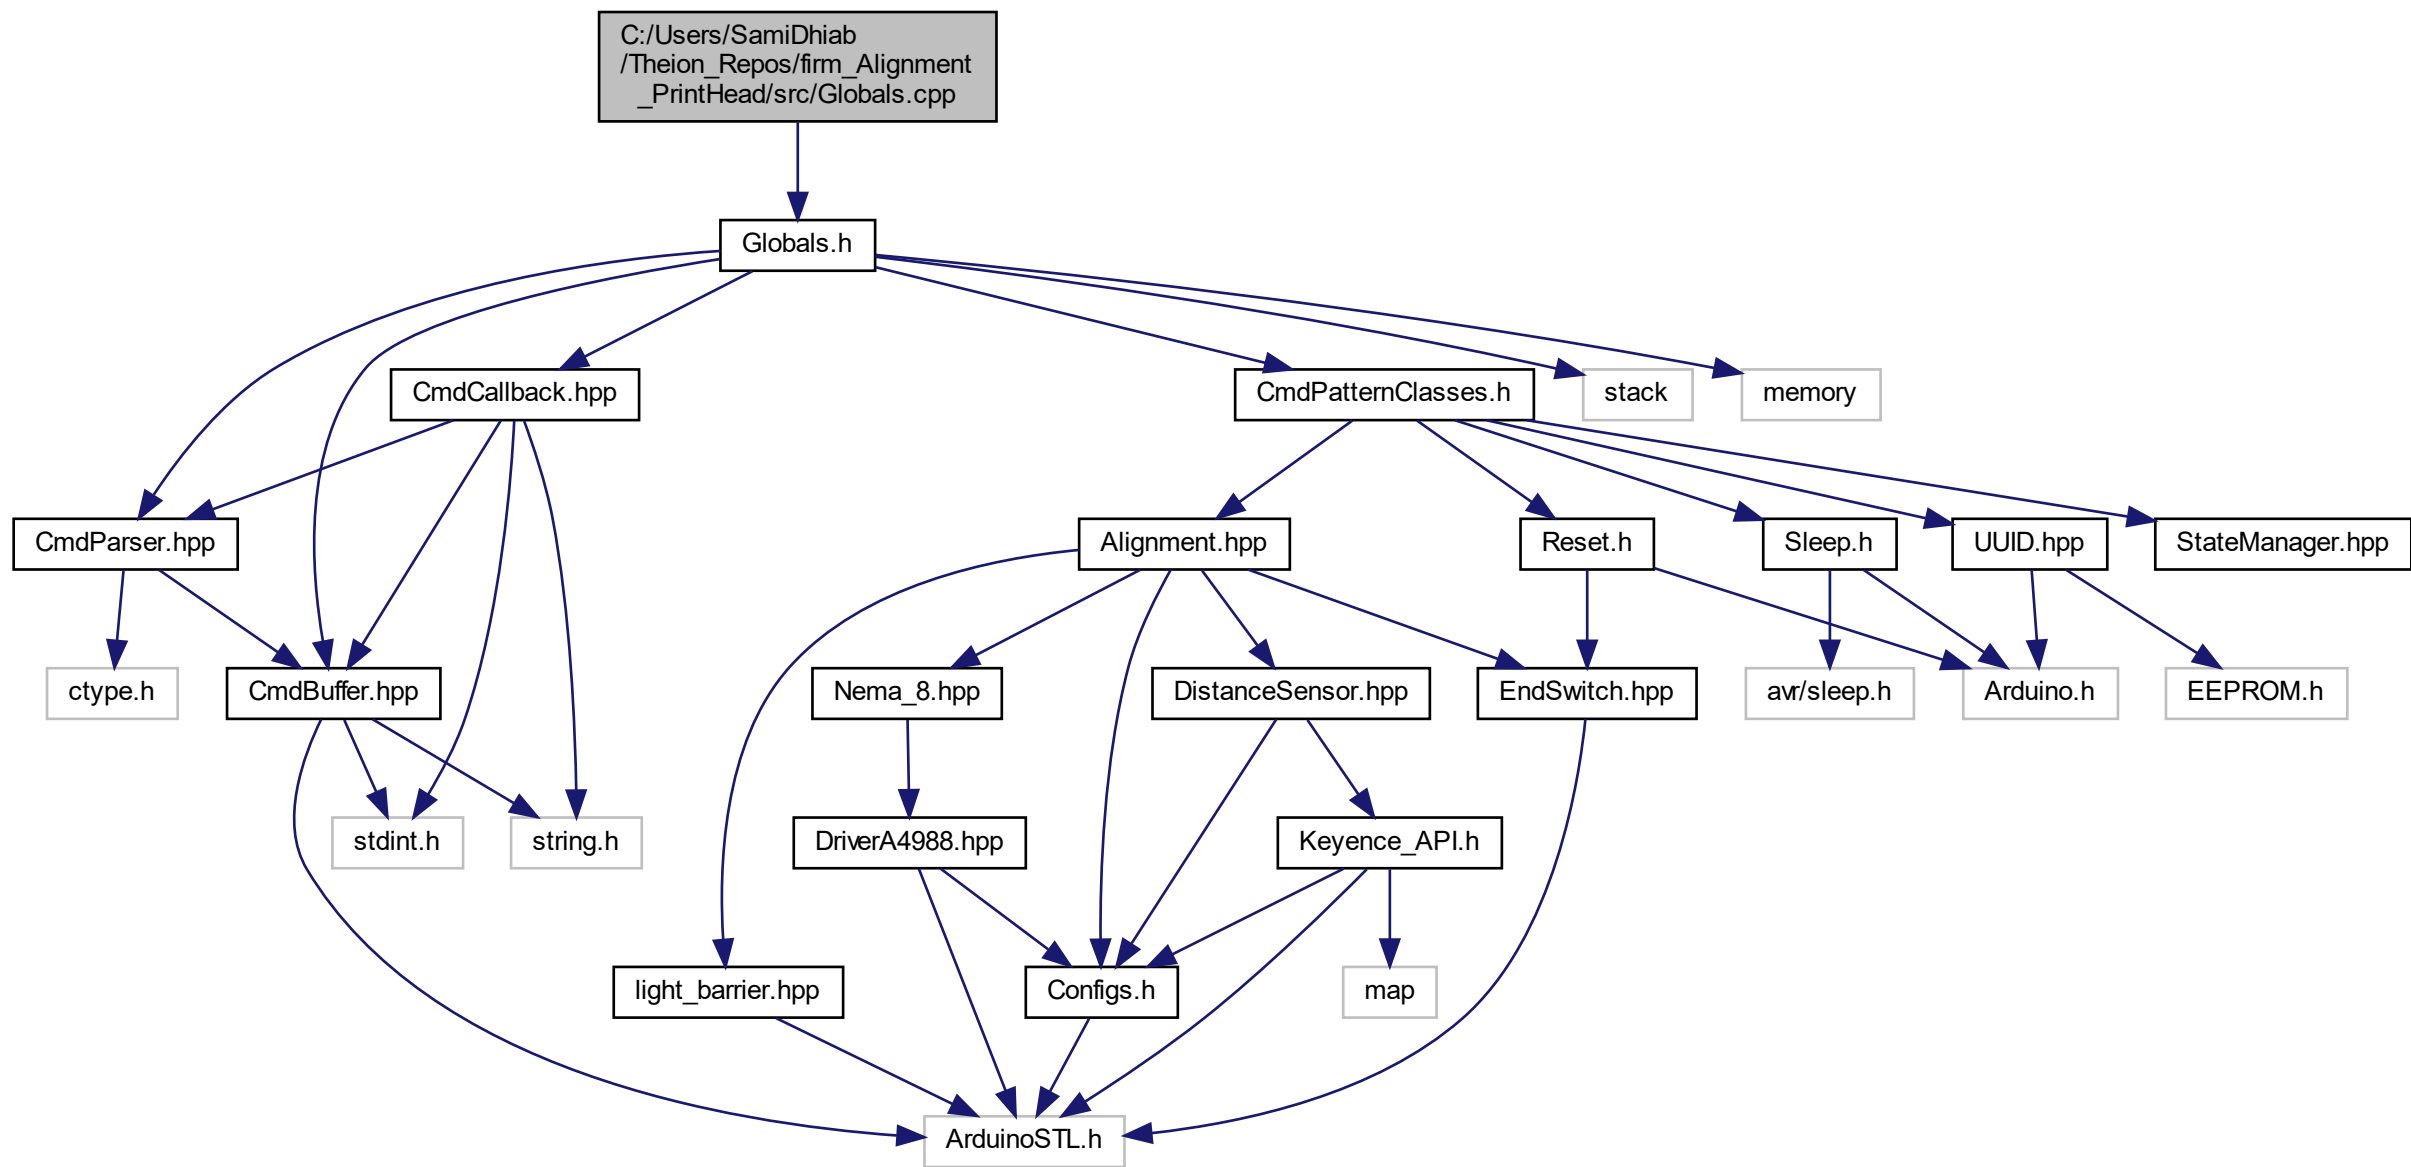 C:/Users/SamiDhiab
/Theion_Repos/firm_Alignment
_PrintHead/src/Globals.cpp
Globals.h
CmdCallback.hpp
CmdPatternClasses.h
stack
memory
CmdParser.hpp
Alignment.hpp
Reset.h
Sleep.h
UUID.hpp
StateManager.hpp
ctype.h
CmdBuffer.hpp
Nema_8.hpp
DistanceSensor.hpp
EndSwitch.hpp
avr/sleep.h
Arduino.h
EEPROM.h
stdint.h
string.h
DriverA4988.hpp
Keyence_API.h
light_barrier.hpp
Configs.h
map
ArduinoSTL.h